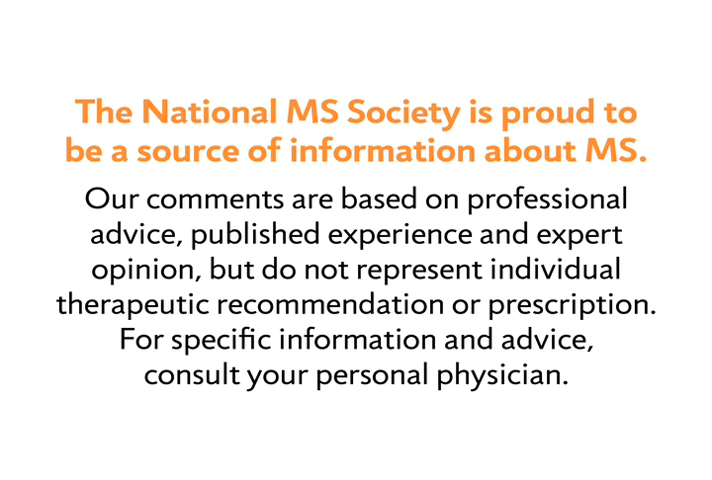 The National MS Society is proud to
be a source of information about MS.
Our comments are based on professional
advice, published experience and expert
opinion, but do not represent individual
therapeutic recommendation or prescription.
For specific information and advice,
consult your personal physician.